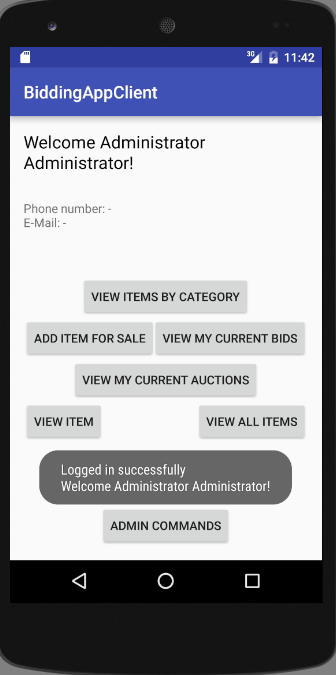 3G 11:42
BiddingAppClient
Welcome Administrator
Administrator!
Phone number: -
E-Mail: -
VIEW ITEMS BY CATEGORY
ADD ITEM FOR SALE VIEW MY CURRENT BIDS
VIEW MY CURRENT AUCTIONS
VIEW ITEM VIEW ALL ITEMS
Logged in successfully
Welcome Administrator Administrator!
ADMIN COMMANDS